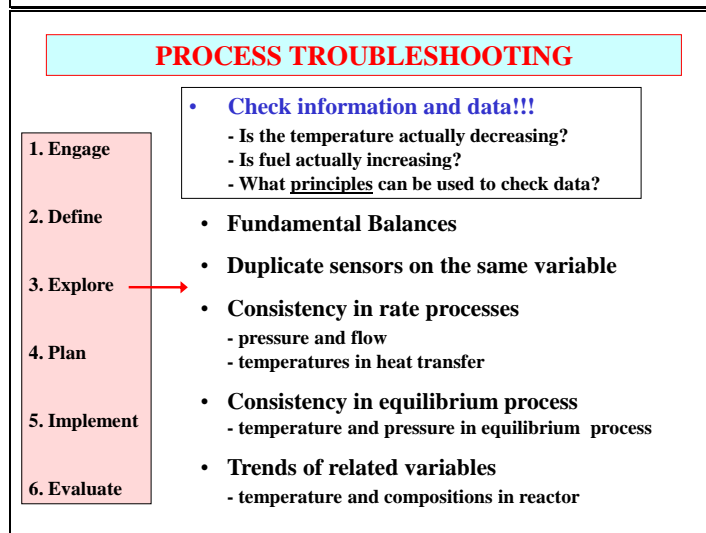 PROCESS TROUBLESHOOTING
1. Engage
2. Define
3. Explore
4. Plan
5. Implement
6. Evaluate
• Check information and data!!!
- Is the temperature actually decreasing?
- Is fuel actually increasing?
- What principles can be used to check data?
• Fundamental Balances
• Duplicate sensors on the same variable
• Consistency in rate processes
- pressure and flow
- temperatures in heat transfer
• Consistency in equilibrium process
- temperature and pressure in equilibrium process
• Trends of related variables
- temperature and compositions in reactor